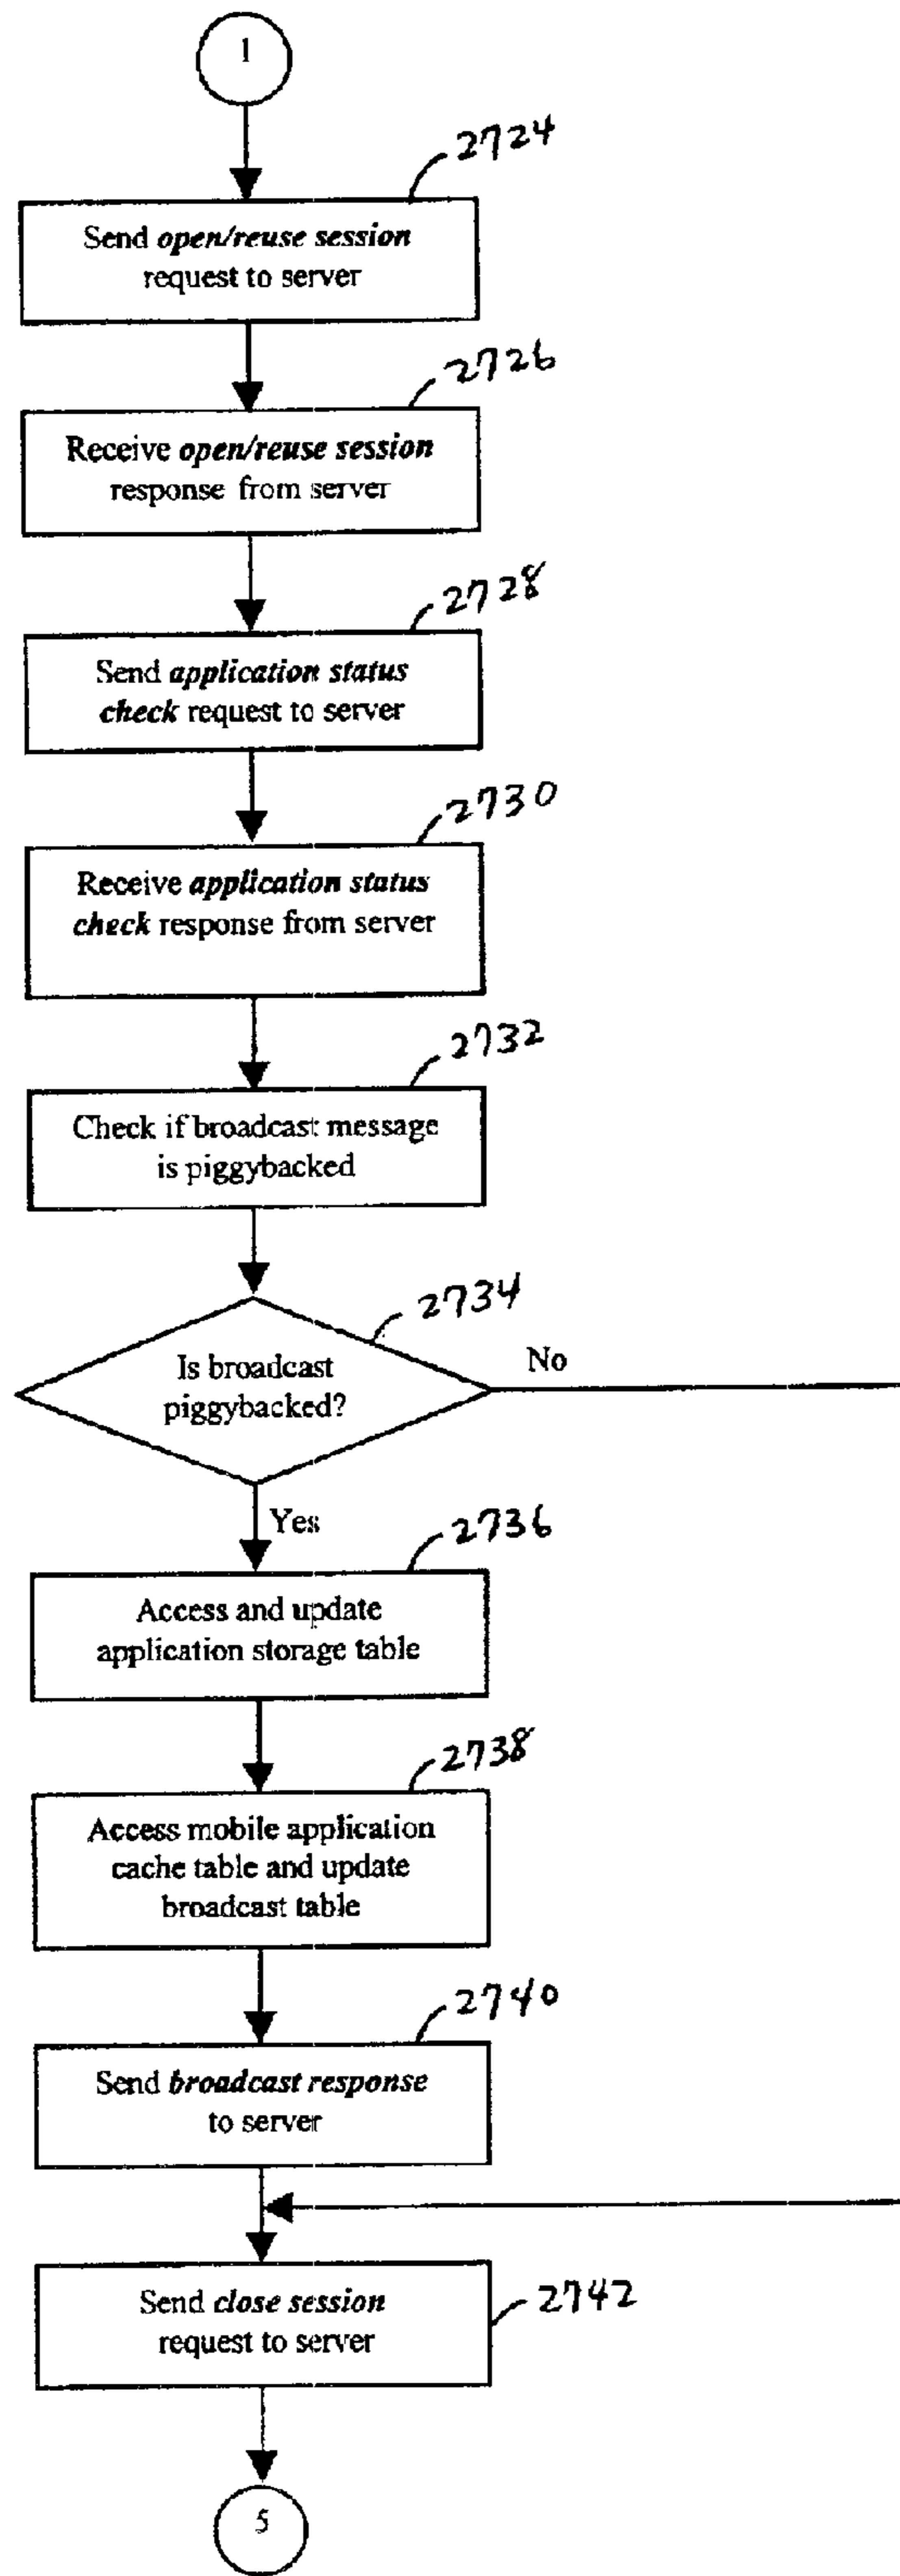 1
2724
Send open/reuse session
request to server
2726
Receive open/reuse session
response from server
2728
Send application status
check request to server
2730
Receive application status
check response from server
2732
Check if broadcast message
is piggybacked
2734
Is broadcast
piggybacked?
No
Yes
2736
Access and update
application storage table
2738
Access mobile application
cache table and update
broadcast table
2740
Send broadcast response
to server
Send close session
request to server
2742
5